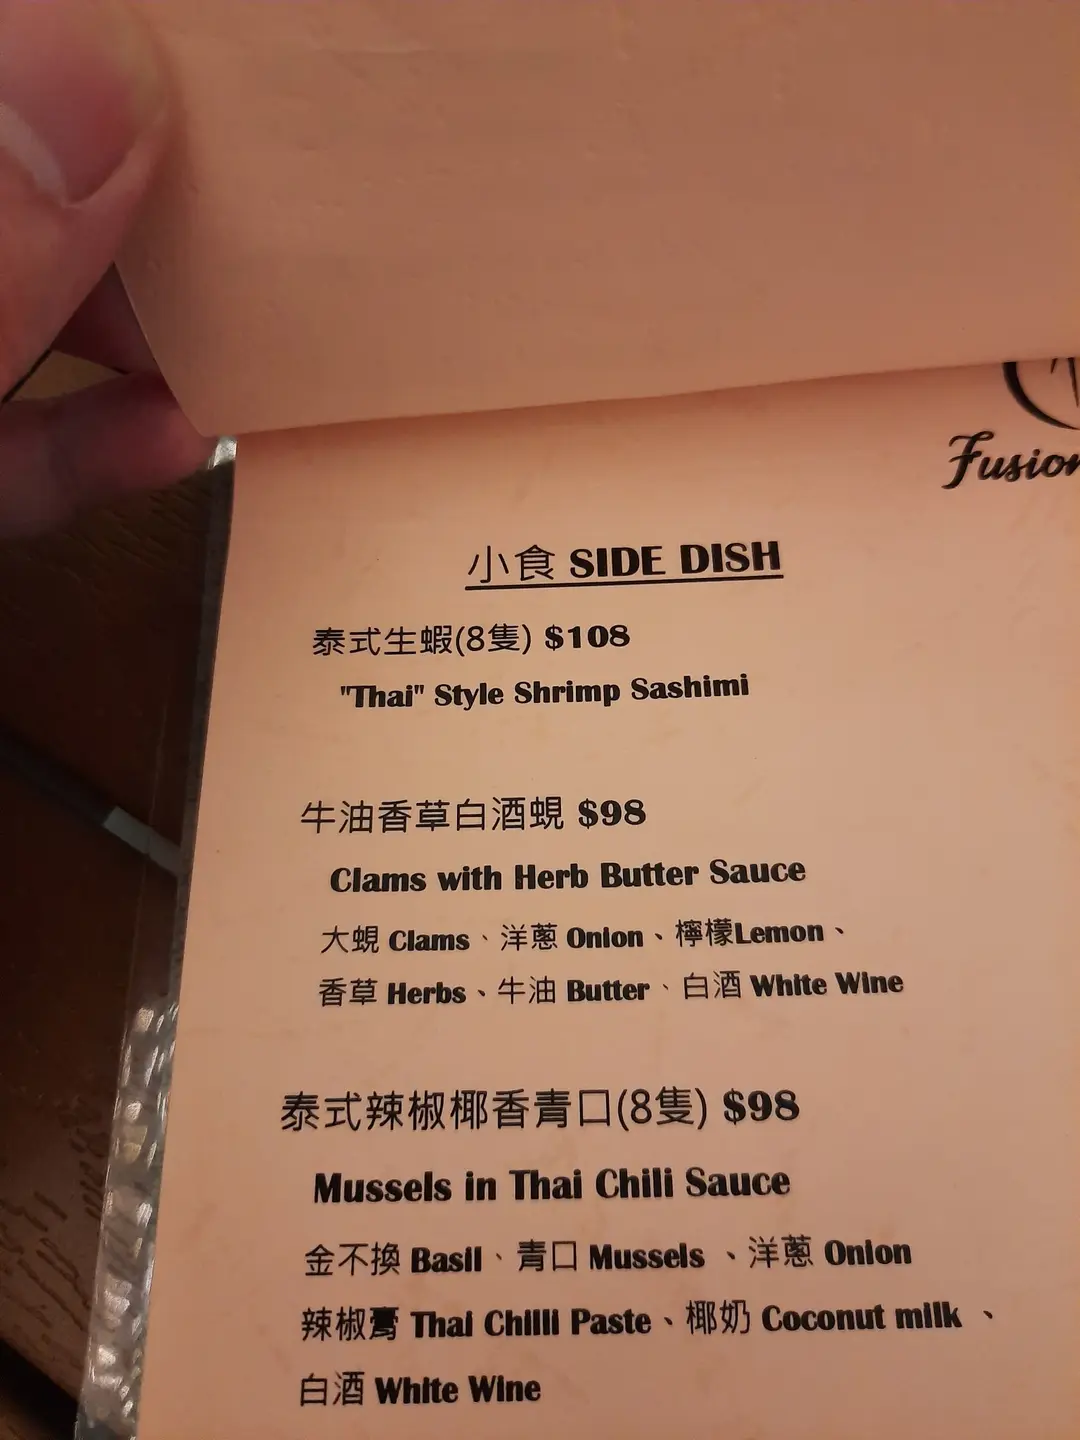 Fusion
小食 SIDE DISH
泰式生蝦(8隻) $108
"Thai" Style Shrimp Sashimi
牛油香草白酒蜆 $98
Clams with Herb Butter Sauce
大蜆 Clams、洋蔥 Onion、檸檬Lemon、
香草 Herbs、牛油 Butter、白酒 White Wine
泰式辣椒椰香青口(8隻) $98
Mussels in Thai Chili Sauce
金不換 Basil、青口 Mussels 、洋蔥 Onion
辣椒膏 Thai Chilli Paste、椰奶 Coconut milk 、
白酒 White Wine